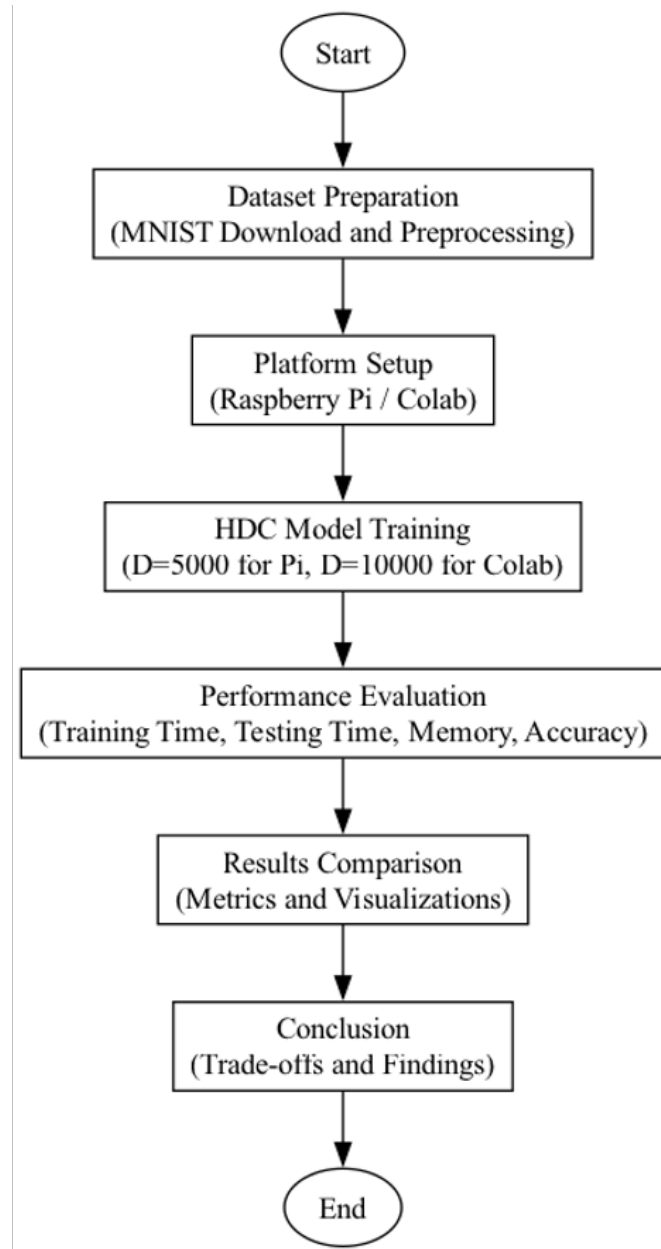 Start
Dataset Preparation
(MNIST Download and Preprocessing)
Platform Setup
(Raspberry Pi / Colab)
HDC Model Training
(D=5000 for Pi, D=10000 for Colab)
Performance Evaluation
(Training Time, Testing Time, Memory, Accuracy)
Results Comparison
(Metrics and Visualizations)
Conclusion
(Trade-offs and Findings)
End